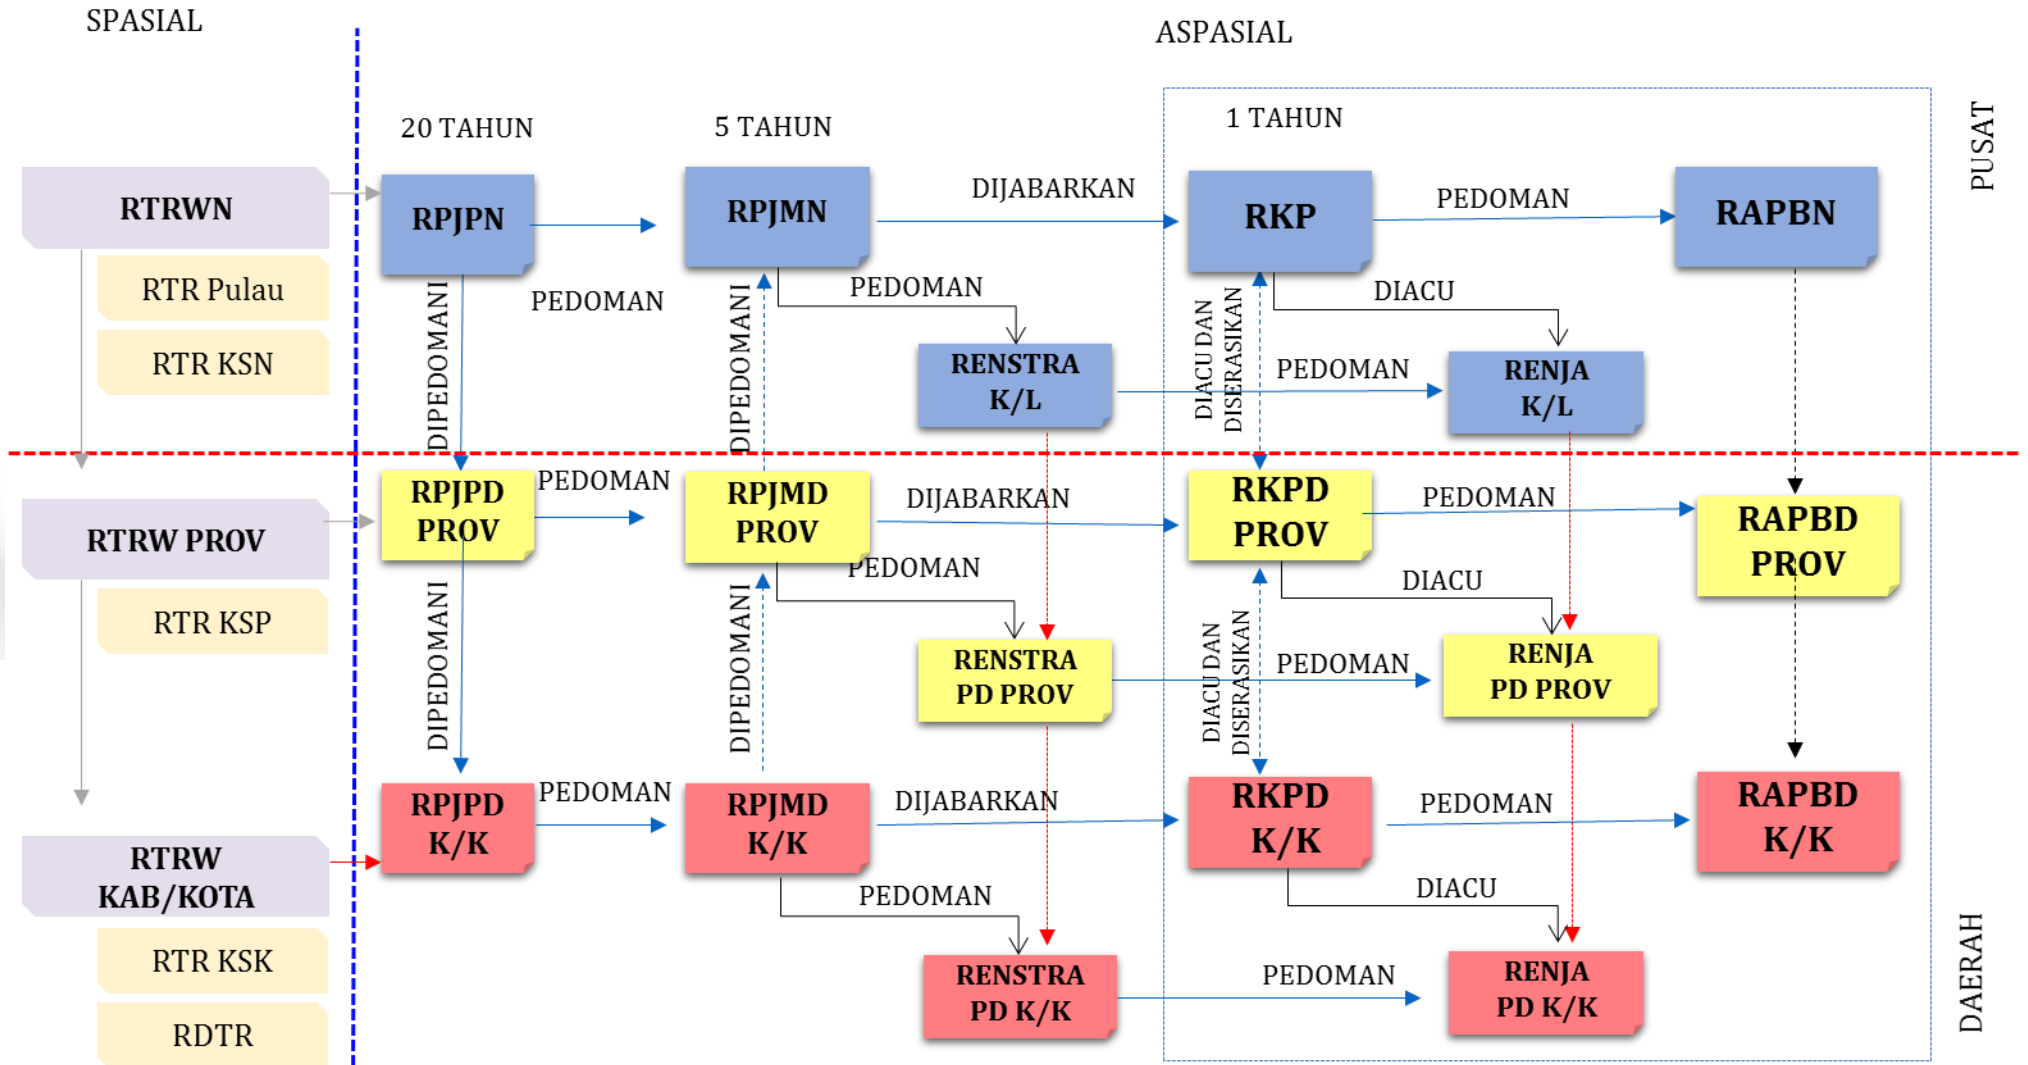 SPASIAL
ASPASIAL
20 TAHUN
5 TAHUN
1 TAHUN
PUSAT
RTRWN
RPJPN
RPJMN
DIJABARKAN
RKP
PEDOMAN
RAPBN
RTR Pulau
RTR KSN
DIPEDOMANI
PEDOMAN
DIPEDOMANI
PEDOMAN
RENSTRA
K/L
DIACU DAN
DISERASIKAN
DIACU
PEDOMAN
RENJA
K/L
RTRW PROV
RTR KSP
RPJPD
PROV
PEDOMAN
RPJMD
PROV
DIJABARKAN
RKPD
PROV
PEDOMAN
RAPBD
PROV
DIPEDOMANI
DIPEDOMANI
PEDOMAN
RENSTRA
PD PROV
DIACU DAN
DISERASIKAN
DIACU
PEDOMAN
RENJA
PD PROV
RTRW
KAB/KOTA
RTR KSK
RDTR
RPJPD
K/K
PEDOMAN
RPJMD
K/K
DIJABARKAN
RKPD
K/K
PEDOMAN
RAPBD
K/K
PEDOMAN
RENSTRA
PD K/K
DIACU
PEDOMAN
RENJA
PD K/K
DAERAH